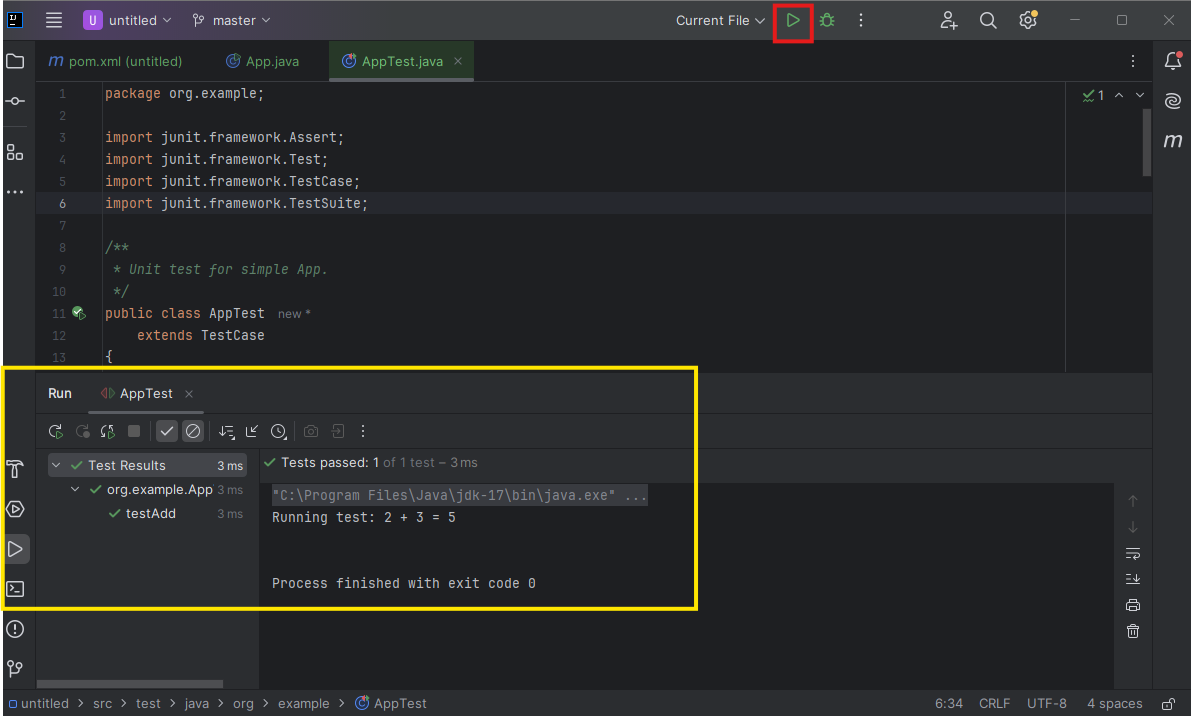 U untitled master Current File
m pom.xml (untitled) App.java AppTest.java
1 package org.example;
2
3 import junit.framework.Assert;
4 import junit.framework.Test;
5 import junit.framework.TestCase;
6 import junit.framework.TestSuite;
7
8 /**
9 * Unit test for simple App.
10 */
11 public class AppTest new *
12 extends TestCase
13 {
1
m
Run AppTest
Test Results 3 ms
org.example.App 3 ms
testAdd 3 ms
Tests passed: 1 of 1 test – 3 ms
"C:\Program Files\Java\jdk-17\bin\java.exe" ...
Running test: 2 + 3 = 5
Process finished with exit code 0
untitled > src > test > java > org > example > AppTest 6:34 CRLF UTF-8 4 spaces